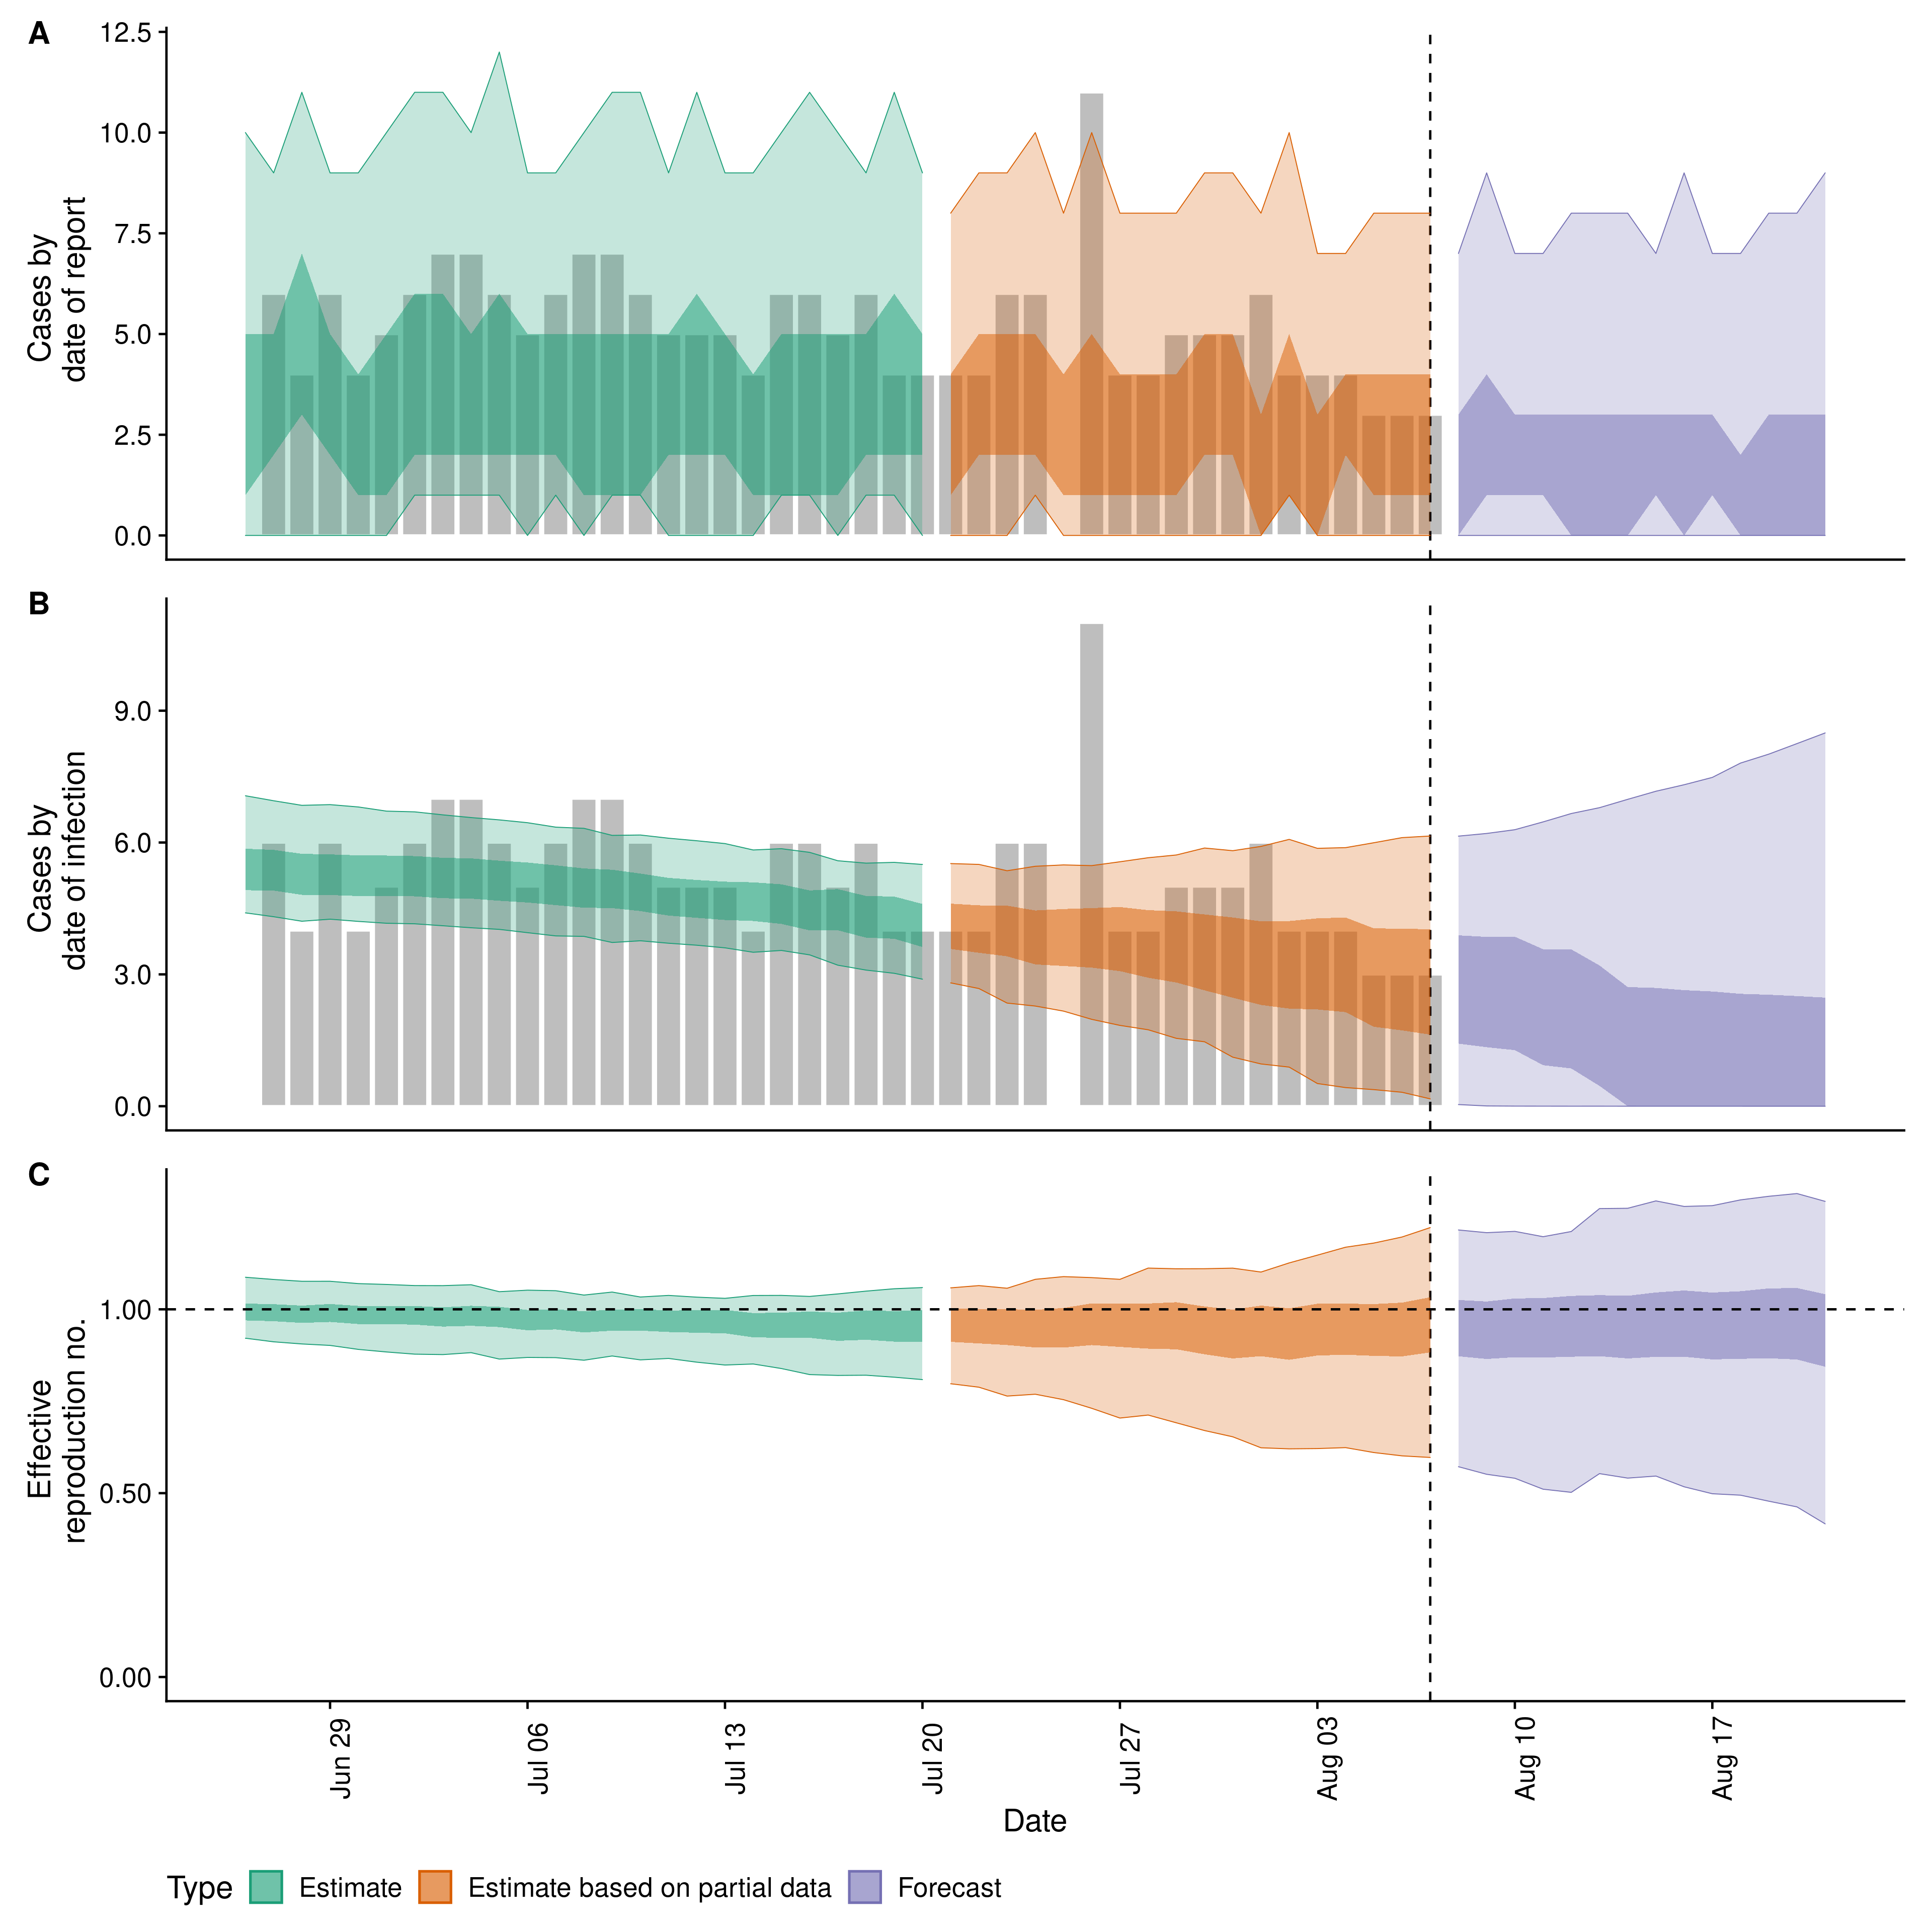 A
12.5
10.0
7.5
5.0
2.5
0.0
Cases by
date of report
B
9.0
6.0
3.0
0.0
Cases by
date of infection
C
1.00
0.50
0.00
Effective
reproduction no.
Jun 29
Jul 06
Jul 13
Jul 20
Jul 27
Aug 03
Aug 10
Aug 17
Date
Type Estimate Estimate based on partial data Forecast